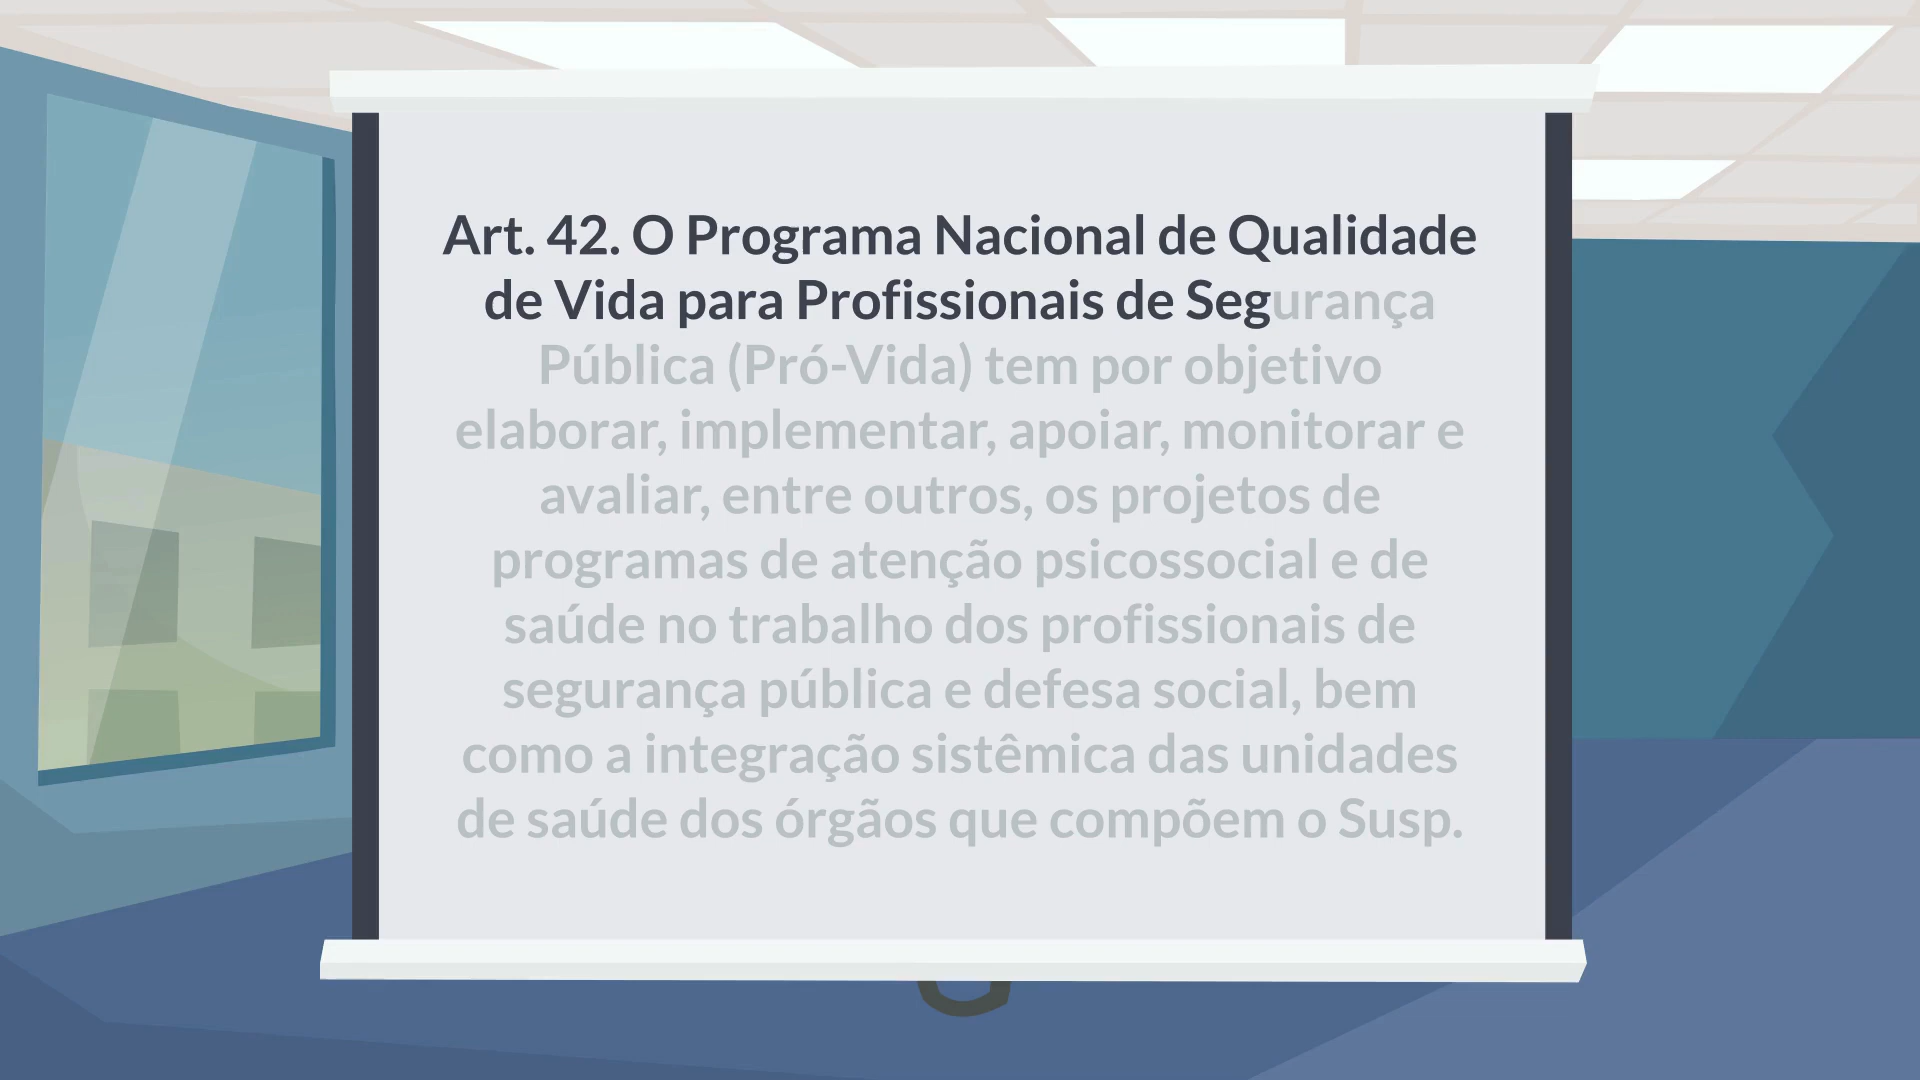 Art. 42. O Programa Nacional de Qualidade
de Vida para Profissionais de Segurança
Pública (Pró-Vida) tem por objetivo
elaborar, implementar, apoiar, monitorar e
avaliar, entre outros, os projetos de
programas de atenção psicossocial e de
saúde no trabalho dos profissionais de
segurança pública e defesa social, bem
como a integração sistêmica das unidades
de saúde dos órgãos que compõem o Susp.